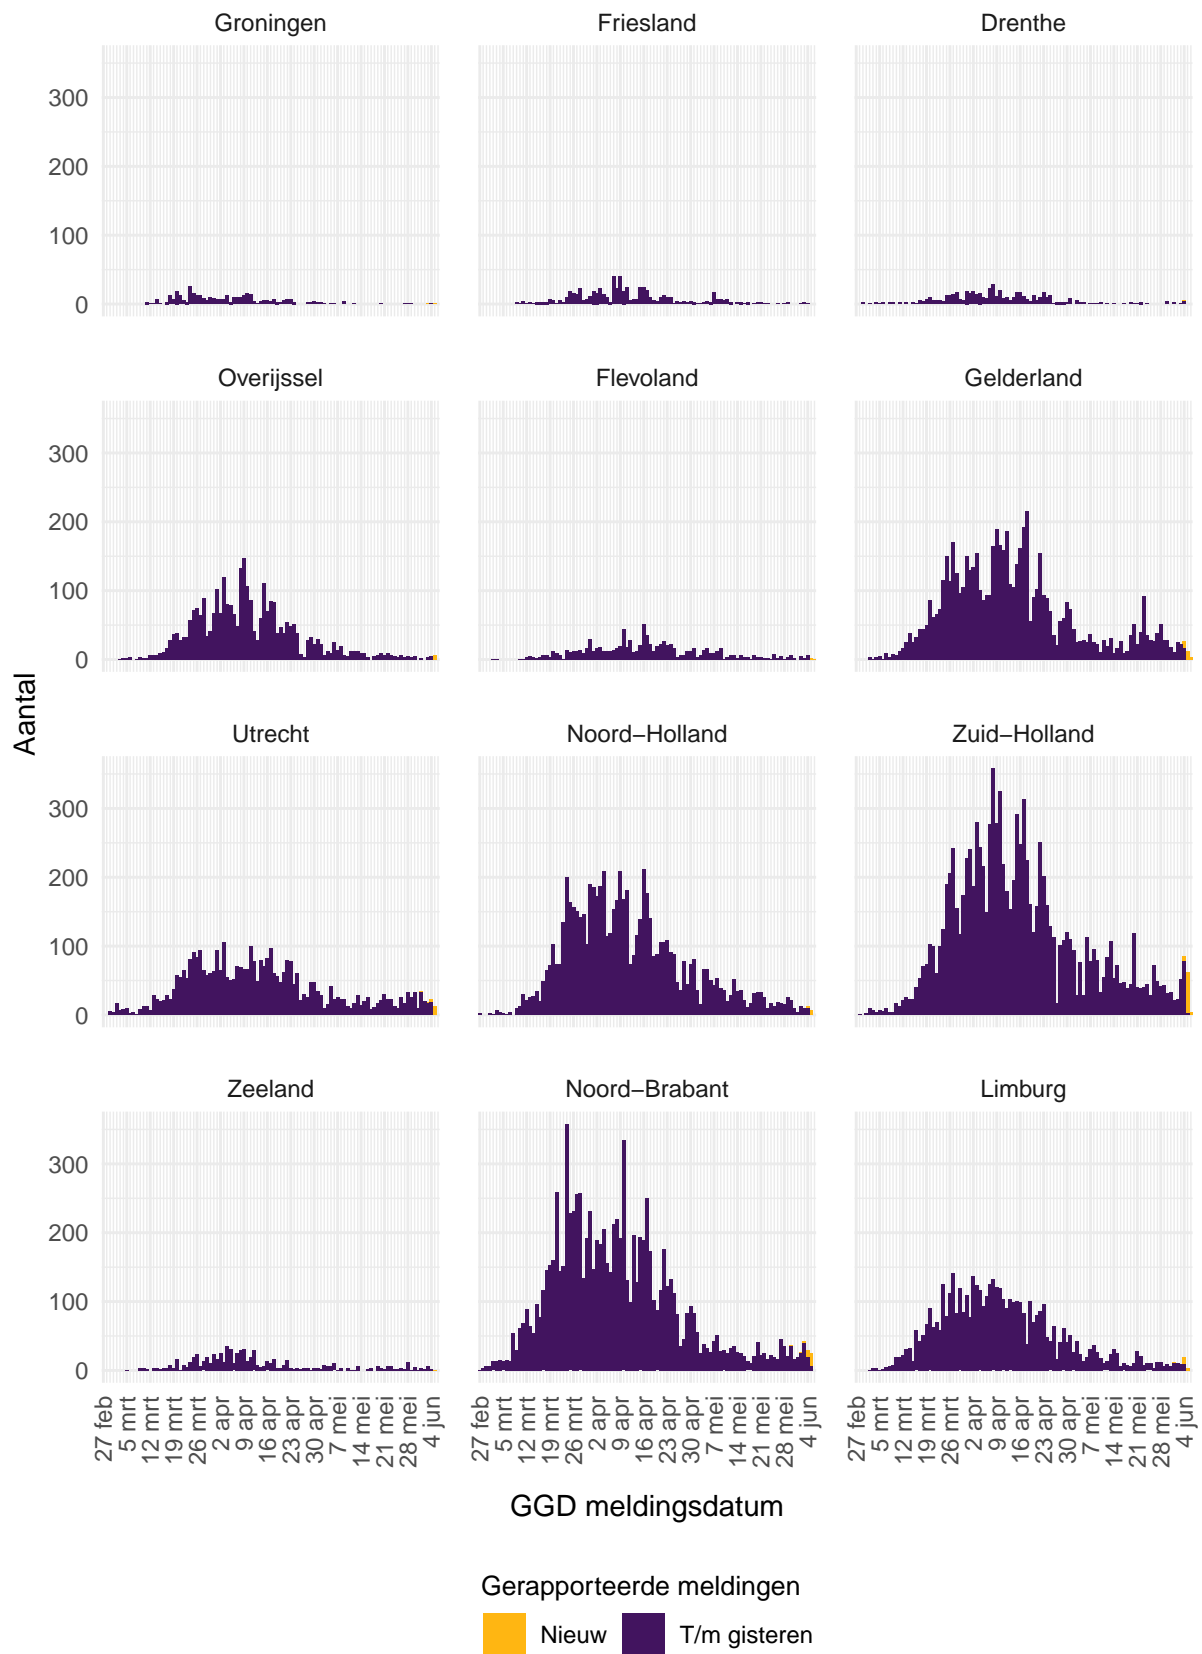 Groningen Friesland Drenthe
300
200
100
0
Overijssel Flevoland Gelderland
300
200
100
0
Aantal
Utrecht Noord−Holland Zuid−Holland
300
200
100
0
Zeeland Noord−Brabant Limburg
300
200
100
0
27 feb 5 mrt 12 mrt 19 mrt 26 mrt 2 apr 9 apr 16 apr 23 apr 30 apr 7 mei 14 mei 21 mei 28 mei 4 jun
27 feb 5 mrt 12 mrt 19 mrt 26 mrt 2 apr 9 apr 16 apr 23 apr 30 apr 7 mei 14 mei 21 mei 28 mei 4 jun
27 feb 5 mrt 12 mrt 19 mrt 26 mrt 2 apr 9 apr 16 apr 23 apr 30 apr 7 mei 14 mei 21 mei 28 mei 4 jun
GGD meldingsdatum
Gerapporteerde meldingen
Nieuw T/m gisteren